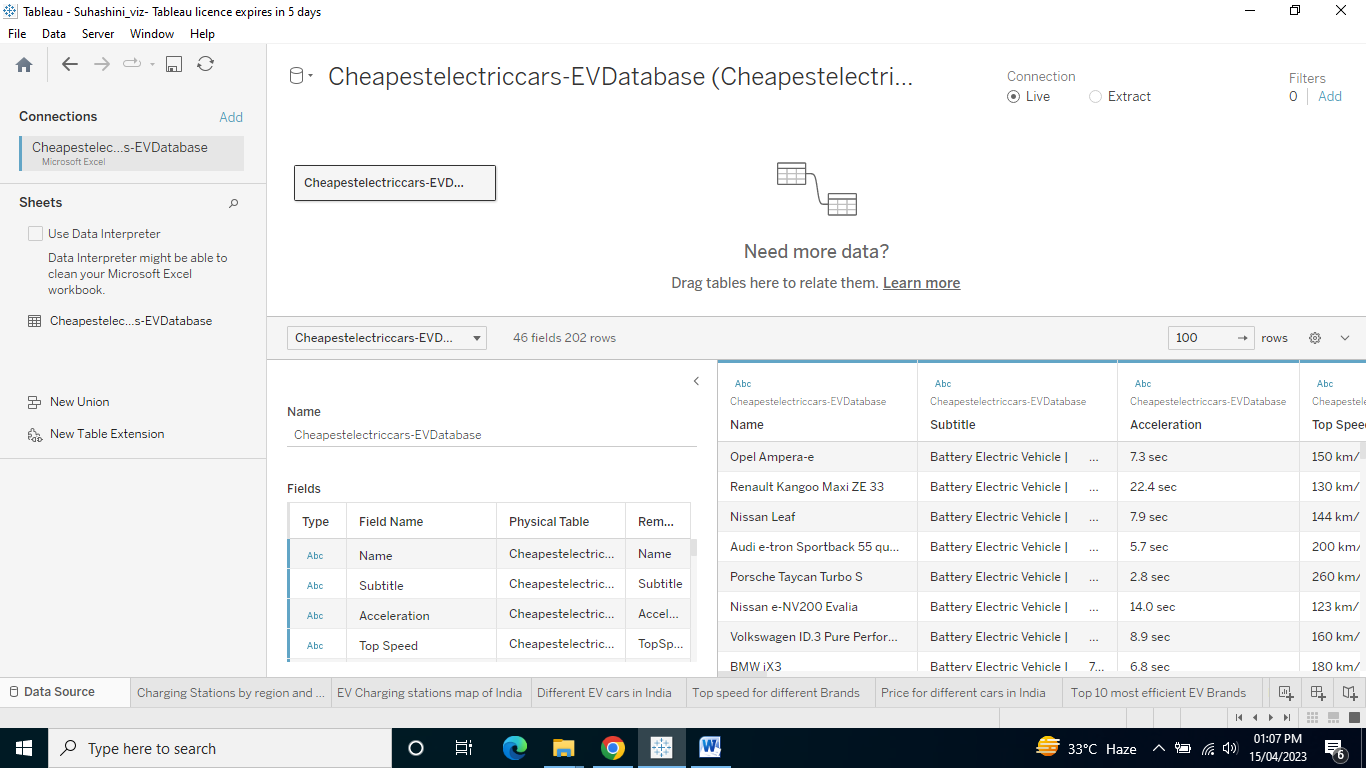 Tableau - Suhashini_viz- Tableau licence expires in 5 days
File Data Server Window Help
Connections Add
Cheapestelec...s-EVDatabase
Microsoft Excel
Sheets
Use Data Interpreter
Data Interpreter might be able to
clean your Microsoft Excel
workbook.
Cheapestelec...s-EVDatabase
New Union
New Table Extension
Cheapestelectriccars-EVDatabase (Cheapestelectri...
Connection
Live Extract
Filters
0 Add
Cheapestelectriccars-EVD...
Need more data?
Drag tables here to relate them. Learn more
Cheapestelectriccars-EVD... 46 fields 202 rows 100 rows
Name
Cheapestelectriccars-EVDatabase
Fields
Type Field Name Physical Table Rem...
Abc Name Cheapestelectric... Name
Abc Subtitle Cheapestelectric... Subtitle
Abc Acceleration Cheapestelectric... Accel...
Abc Top Speed Cheapestelectric... TopSp...
Abc Abc Abc Abc
Cheapestelectriccars-EVDatabase Cheapestelectriccars-EVDatabase Cheapestelectriccars-EVDatabase Cheapestele
Name Subtitle Acceleration Top Spee
Opel Ampera-e Battery Electric Vehicle | ... 7.3 sec 150 km/
Renault Kangoo Maxi ZE 33 Battery Electric Vehicle | ... 22.4 sec 130 km/
Nissan Leaf Battery Electric Vehicle | ... 7.9 sec 144 km/
Audi e-tron Sportback 55 qu... Battery Electric Vehicle | ... 5.7 sec 200 km/
Porsche Taycan Turbo S Battery Electric Vehicle | ... 2.8 sec 260 km/
Nissan e-NV200 Evalia Battery Electric Vehicle | ... 14.0 sec 123 km/
Volkswagen ID.3 Pure Perfor... Battery Electric Vehicle | ... 8.9 sec 160 km/
BMW iX3 Battery Electric Vehicle | 7... 6.8 sec 180 km/
Data Source Charging Stations by region and ... EV Charging stations map of India Different EV cars in India Top speed for different Brands Price for different cars in India Top 10 most efficient EV Brands
Type here to search
33°C Haze
01:07 PM
15/04/2023
6